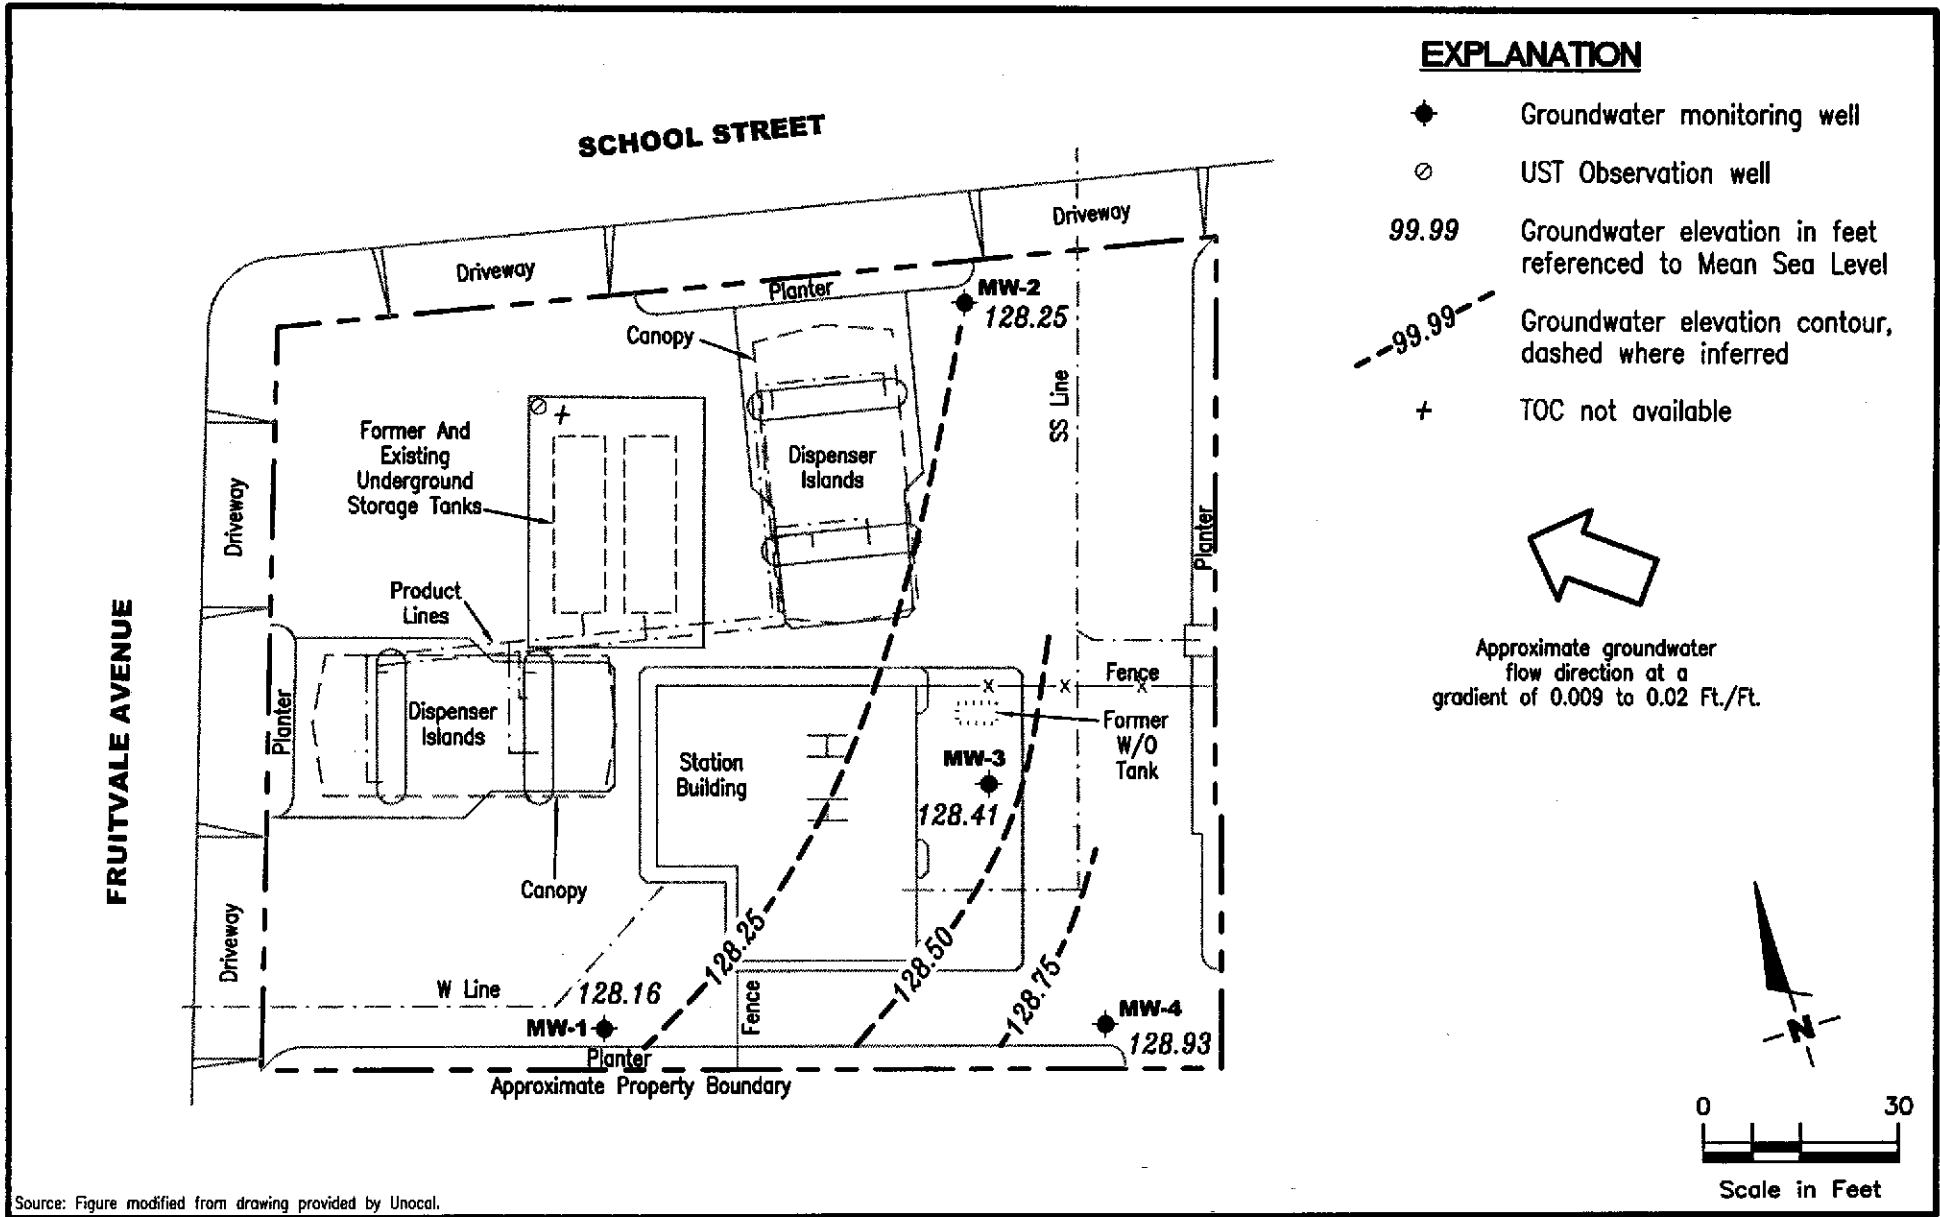 EXPLANATION
Groundwater monitoring well
UST Observation well
99.99
Groundwater elevation in feet
referenced to Mean Sea Level
99.99
Groundwater elevation contour,
dashed where inferred
+
TOC not available
Approximate groundwater
flow direction at a
gradient of 0.009 to 0.02 Ft./Ft.
N
0
30
Scale in Feet
SCHOOL STREET
Driveway
Driveway
Planter
MW-2
128.25
Canopy
SS Line
+
Former And
Existing
Underground
Storage Tanks
Dispenser
Islands
Driveway
Planter
Product
Lines
FRUITVALE AVENUE
Planter
Dispenser
Islands
Fence
x
x
x
Former
W/O
Tank
Station
Building
MW-3
128.41
Canopy
Driveway
128.25
128.50
128.75
W Line
128.16
MW-1
Fence
MW-4
128.93
Planter
Approximate Property Boundary
Source: Figure modified from drawing provided by Unocal.